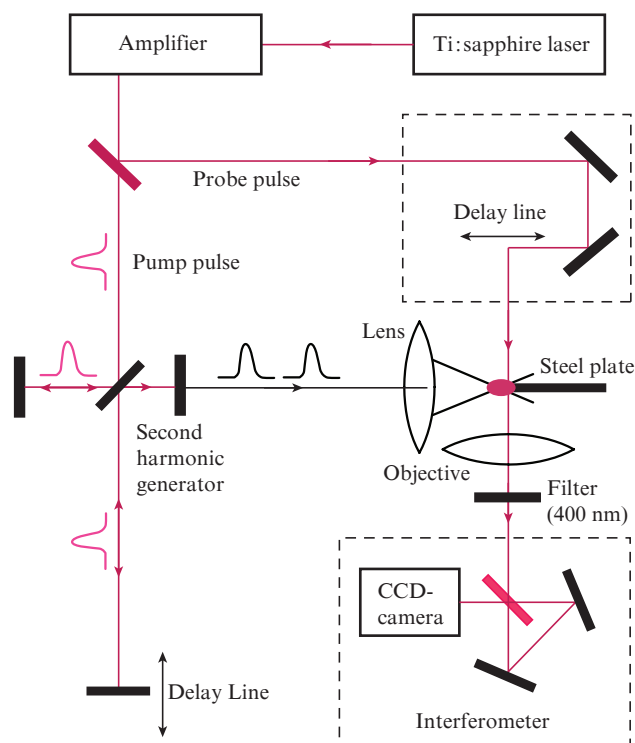 Amplifier
Ti:sapphire laser
Probe pulse
Delay line
Pump pulse
Lens
Steel plate
Second
harmonic
generator
Objective
Filter
(400 nm)
CCD-
camera
Delay Line
Interferometer